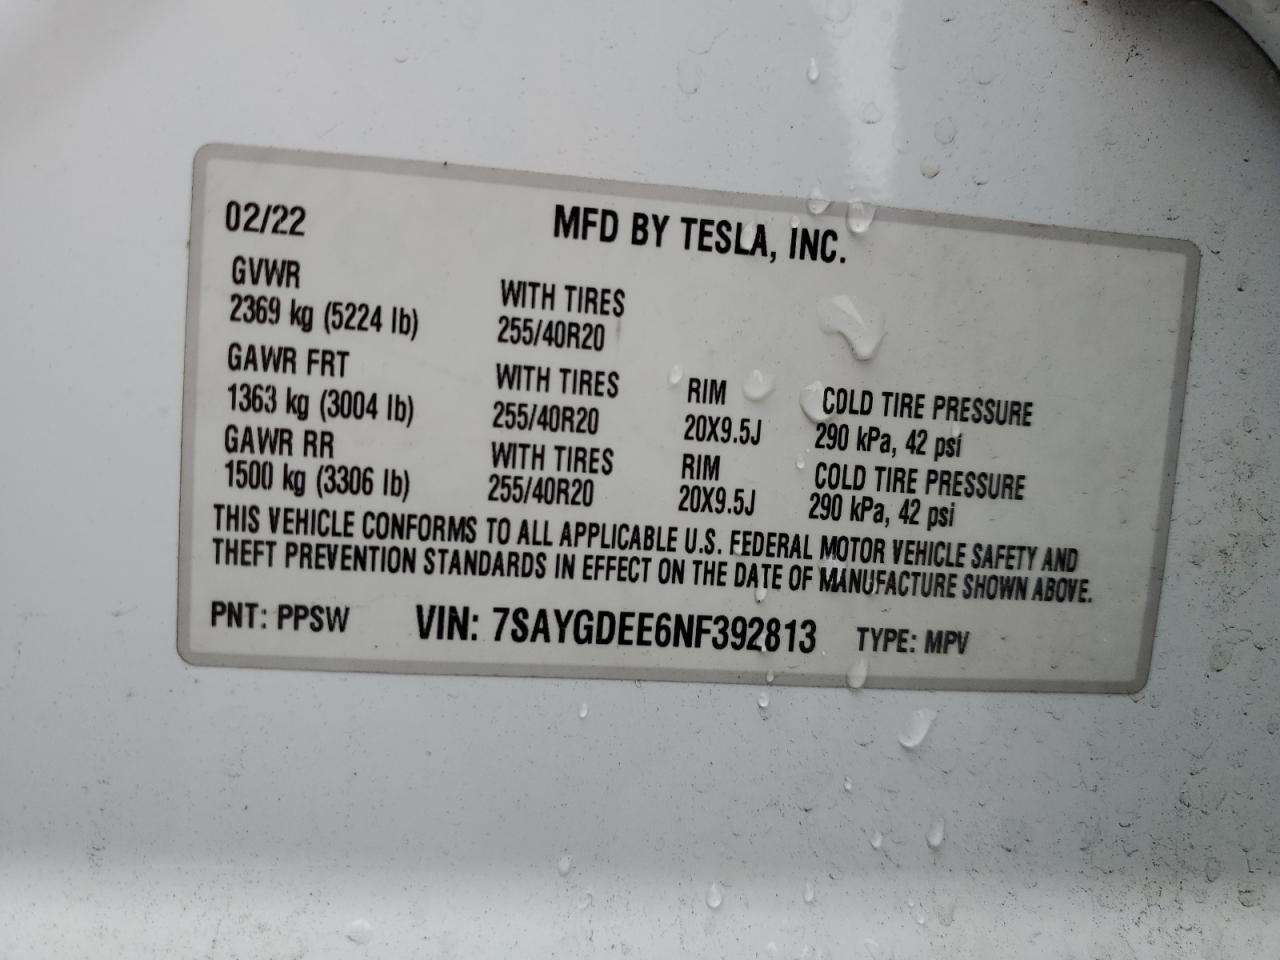 02/22 MFD BY TESLA, INC.
GVWR WITH TIRES
2369 kg (5224 lb) 255/40R20
GAWR FRT WITH TIRES RIM COLD TIRE PRESSURE
1363 kg (3004 lb) 255/40R20 20X9.5J 290 kPa, 42 psi
GAWR RR WITH TIRES RIM COLD TIRE PRESSURE
1500 kg (3306 lb) 255/40R20 20X9.5J 290 kPa, 42 psi
THIS VEHICLE CONFORMS TO ALL APPLICABLE U.S. FEDERAL MOTOR VEHICLE SAFETY AND
THEFT PREVENTION STANDARDS IN EFFECT ON THE DATE OF MANUFACTURE SHOWN ABOVE.
PNT: PPSW VIN: 7SAYGDEE6NF392813 TYPE: MPV